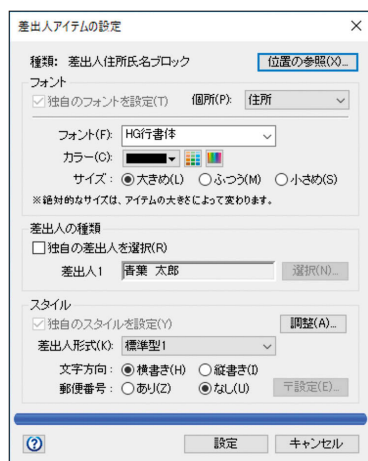 差出人アイテムの設定
種類: 差出人住所氏名ブロック 位置の参照(X)...
フォント
独自のフォントを設定(T) 個所(P): 住所
フォント(F): HG行書体
カラー(C):
サイズ: 大きめ(L) ふつう(M) 小さめ(S)
※絶対的なサイズは、アイテムの大きさによって変わります。
差出人の種類
独自の差出人を選択(R)
差出人1 青葉 太郎 選択(N)...
スタイル
独自のスタイルを設定(Y) 調整(A)...
差出人形式(K): 標準型1
文字方向: 横書き(H) 縦書き(I)
郵便番号: あり(Z) なし(U) 〒設定(E)...
設定 キャンセル